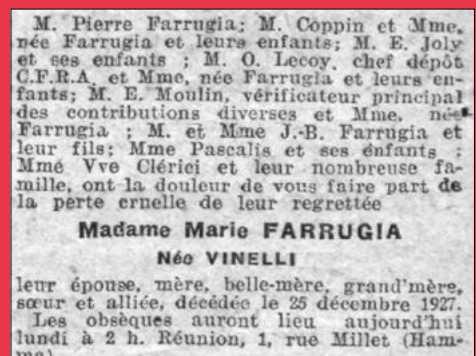 M. Pierre Farrugia; M. Coppin et Mme,
née Farrugia et leurs enfants; M. E. Joly
et ses enfants ; M. O. Lecoy, chef dépôt
C.F.R.A. et Mme, née Farrugia et leurs en-
fants; M. E. Moulin, vérificateur principal
des contributions diverses et Mme, née
Farrugia ; M. et Mme J.-B. Farrugia et
leur fils; Mme Pascalis et ses enfants ;
Mme Vve Clérici et leur nombreuse fa-
mille, ont la douleur de vous faire part de
la perte cruelle de leur regrettée
Madame Marie FARRUGIA
Née VINELLI
leur épouse, mère, belle-mère, grand'mère,
sœur et alliée, décédée le 25 décembre 1927.
Les obsèques auront lieu aujourd'hui
lundi à 2 h. Réunion, 1, rue Millet (Ham-
ma).